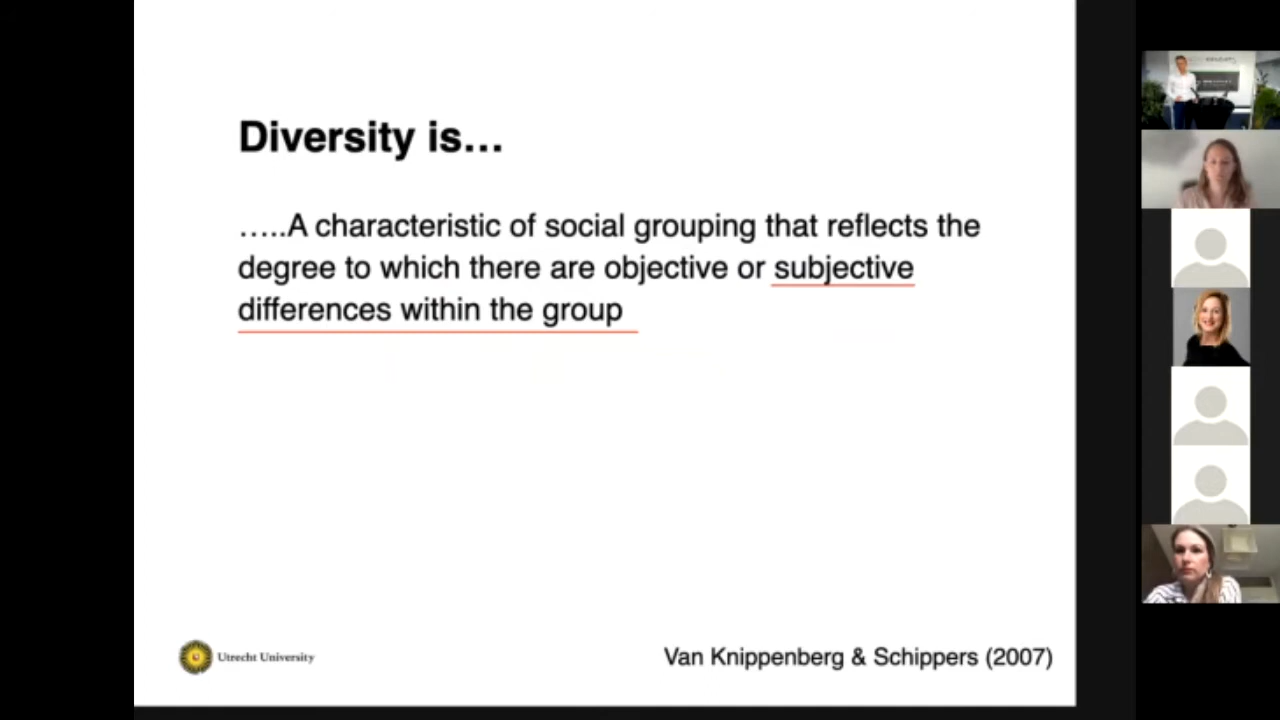 Diversity is…
…..A characteristic of social grouping that reflects the
degree to which there are objective or subjective
differences within the group
Utrecht University
Van Knippenberg & Schippers (2007)